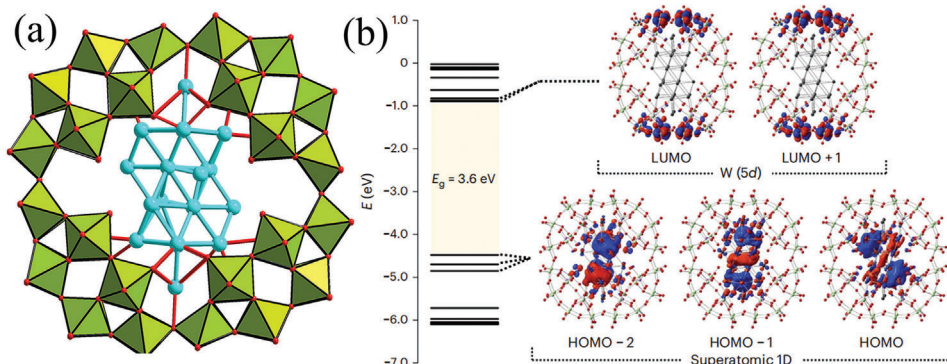 (a)
(b)
1.0
0
−1.0
−2.0
−3.0
−4.0
−5.0
−6.0
−7.0
E (eV)
Eg = 3.6 eV
LUMO
LUMO +1
W (5d)
HOMO − 2
HOMO − 1
HOMO
Superatomic 1D